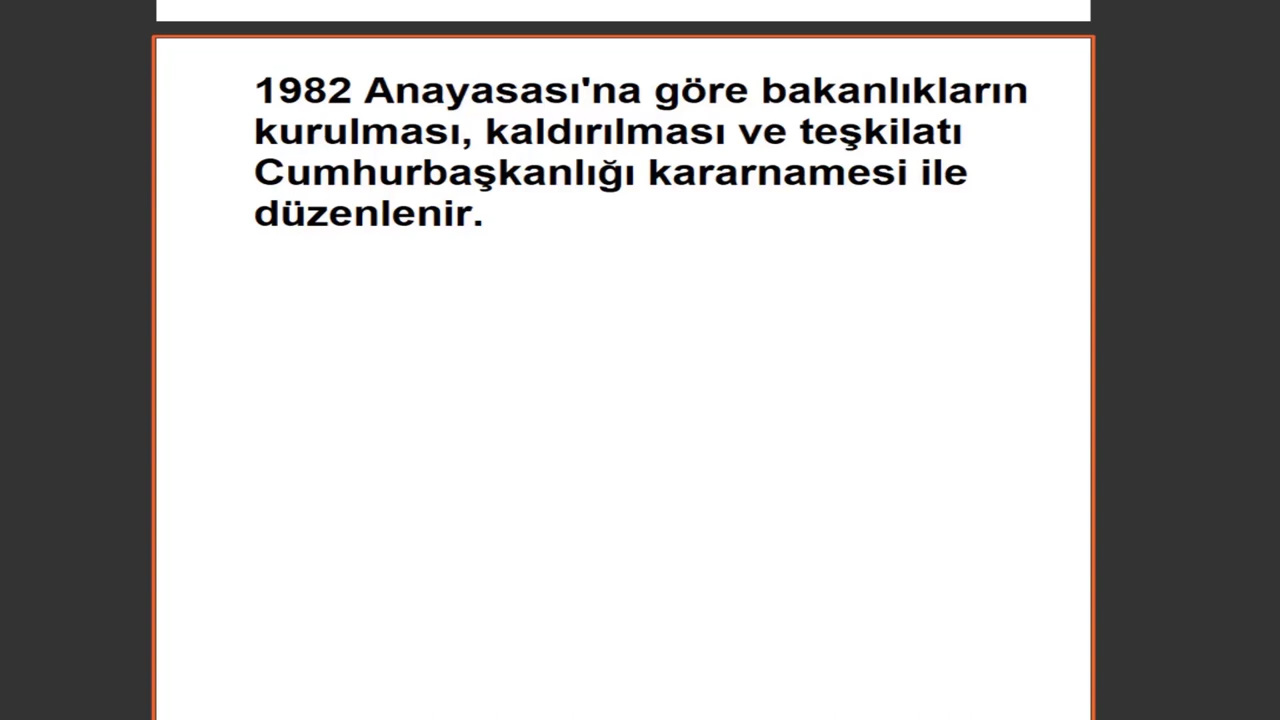 1982 Anayasası'na göre bakanlıkların
kurulması, kaldırılması ve teşkilatı
Cumhurbaşkanlığı kararnamesi ile
düzenlenir.